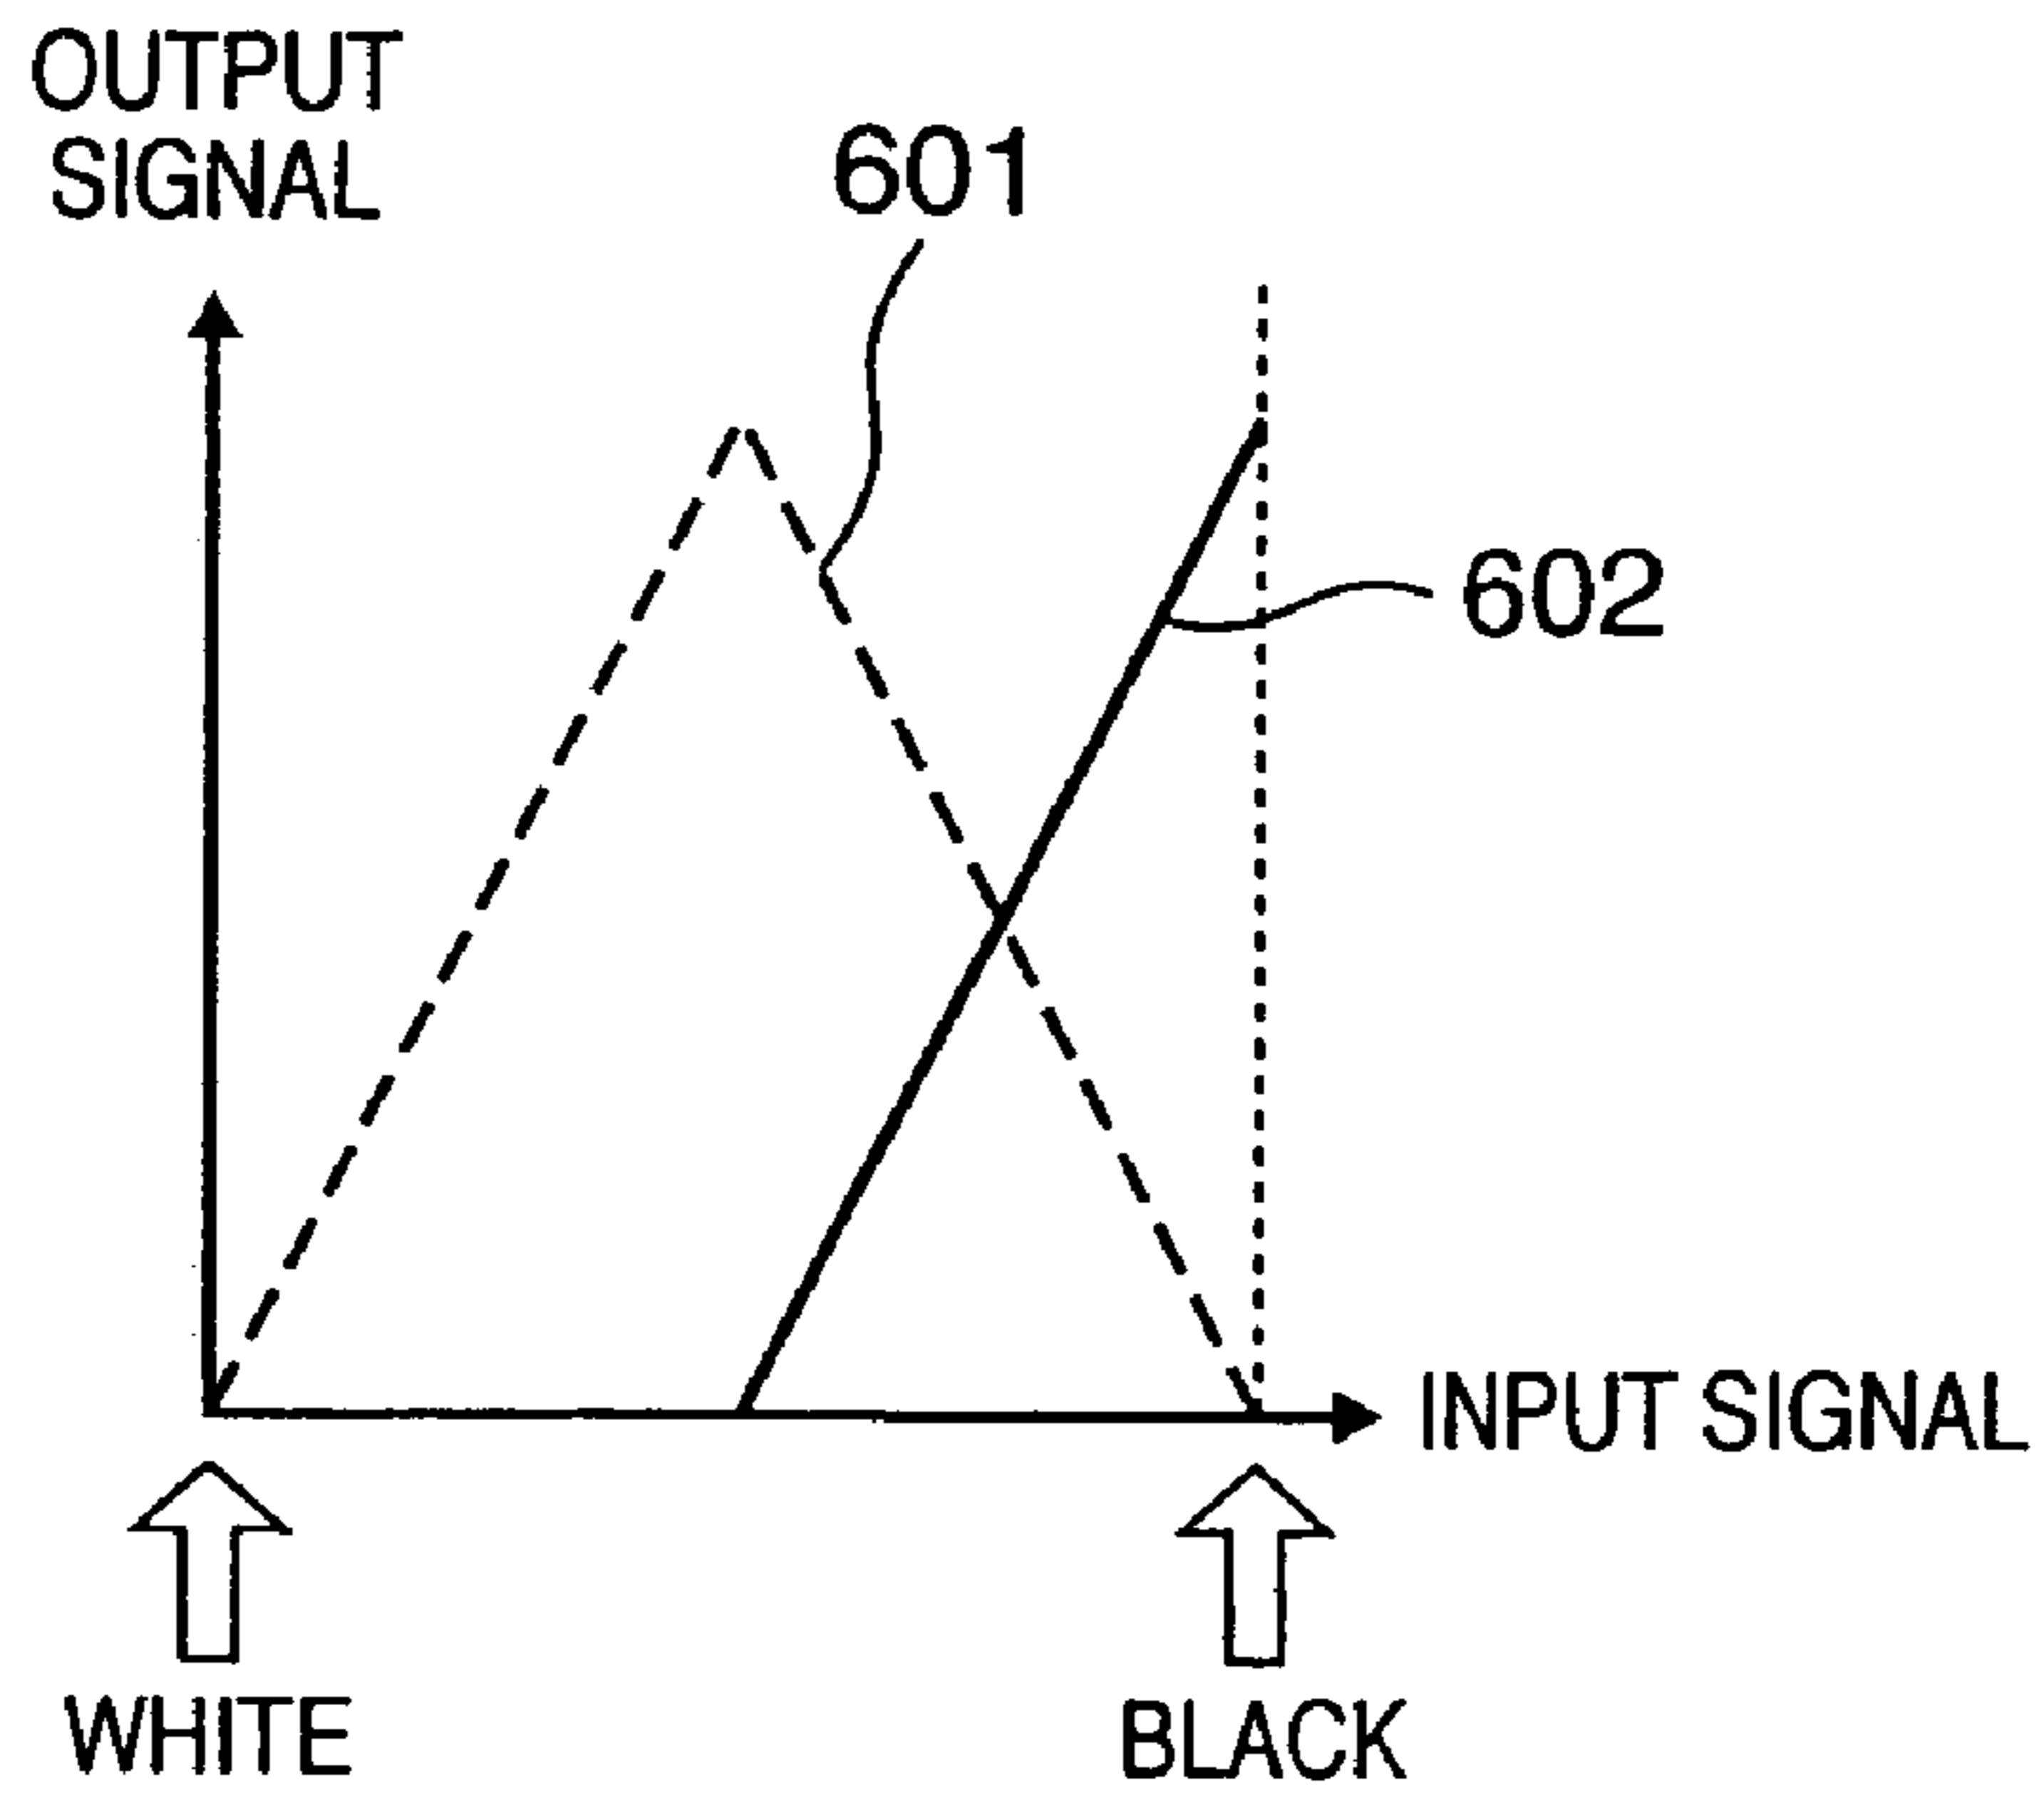 OUTPUT
SIGNAL
601
602
INPUT SIGNAL
WHITE
BLACK